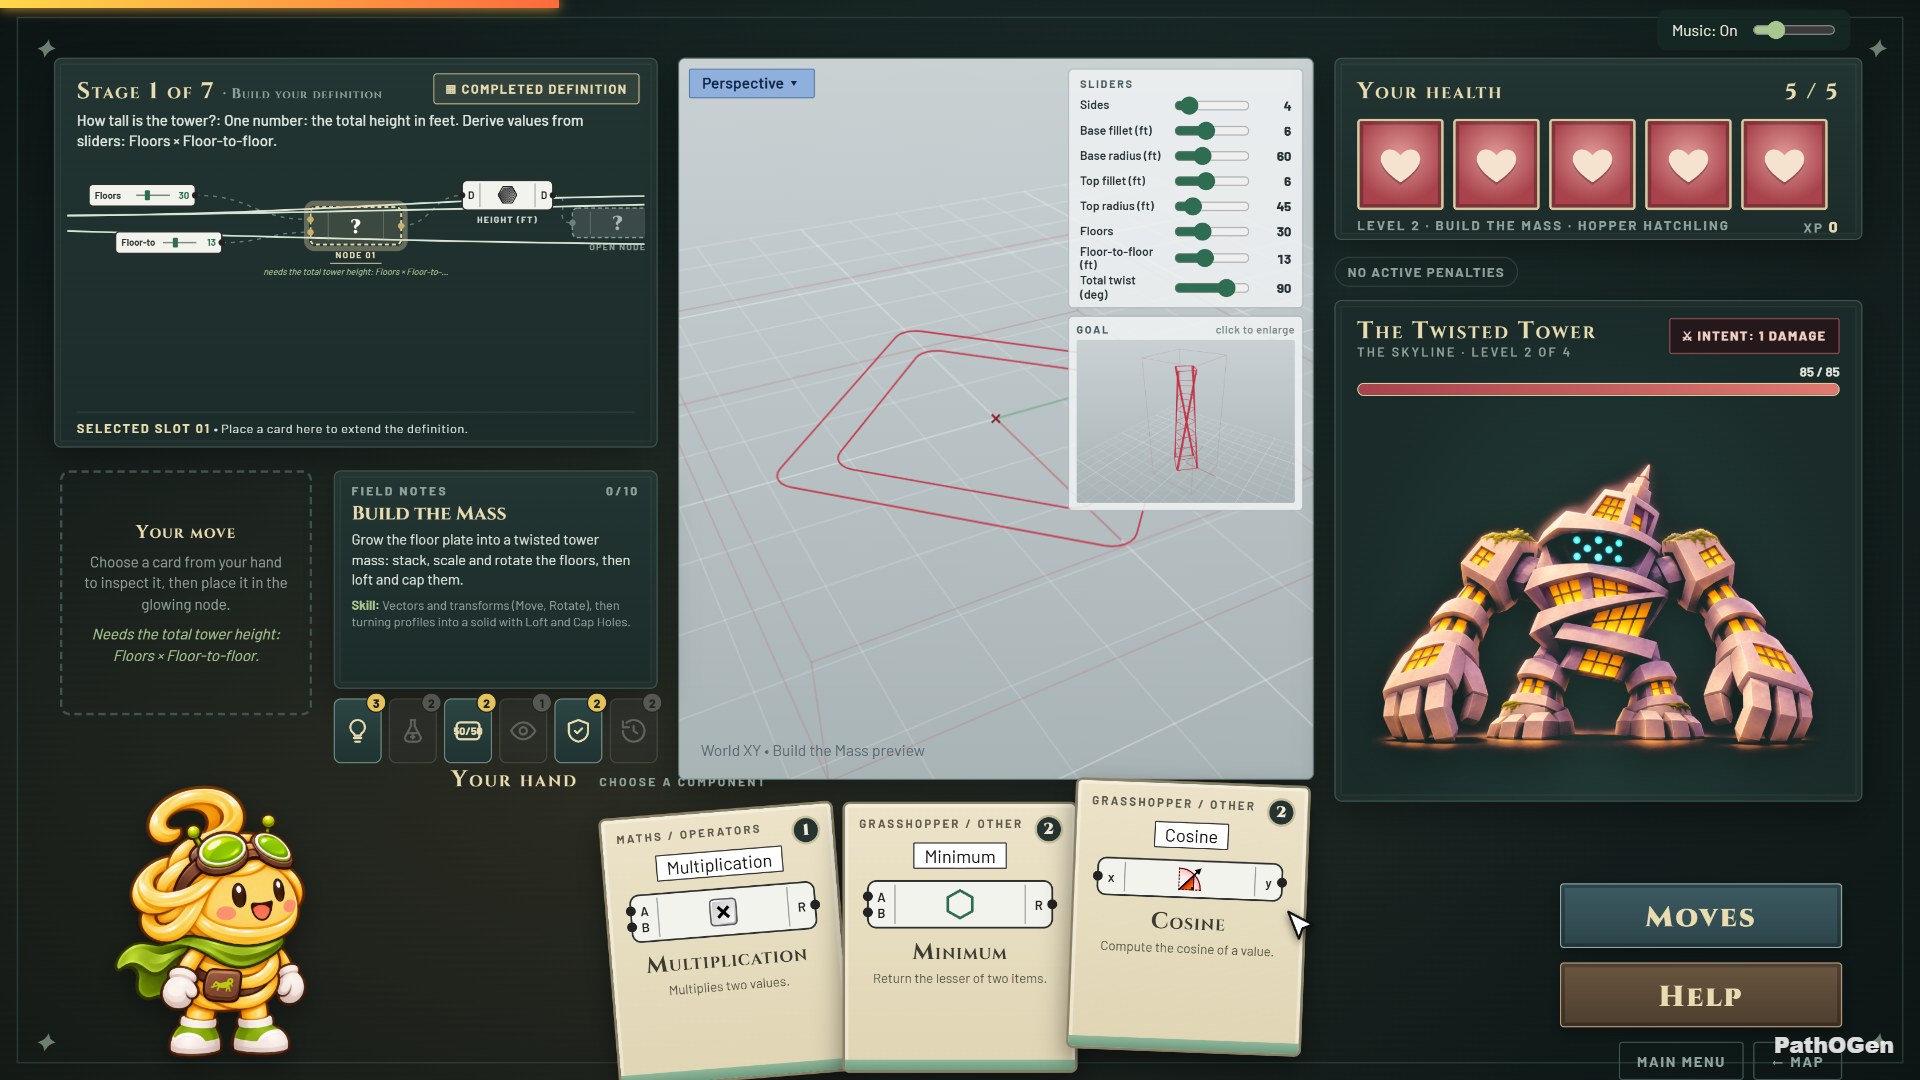 Music: On
STAGE 1 OF 7 · BUILD YOUR DEFINITION
COMPLETED DEFINITION
How tall is the tower?: One number: the total height in feet. Derive values from
sliders: Floors × Floor-to-floor.
Floors 30
Floor-to 13
?
NODE 01
needs the total tower height: Floors × Floor-to-...
D D
HEIGHT (FT)
?
OPEN NODE
SELECTED SLOT 01 • Place a card here to extend the definition.
YOUR MOVE
Choose a card from your hand
to inspect it, then place it in the
glowing node.
Needs the total tower height:
Floors × Floor-to-floor.
FIELD NOTES 0/10
BUILD THE MASS
Grow the floor plate into a twisted tower
mass: stack, scale and rotate the floors, then
loft and cap them.
Skill: Vectors and transforms (Move, Rotate), then
turning profiles into a solid with Loft and Cap Holes.
3 2 2 1 2 2
50/50
Perspective
SLIDERS
Sides 4
Base fillet (ft) 6
Base radius (ft) 60
Top fillet (ft) 6
Top radius (ft) 45
Floors 30
Floor-to-floor (ft) 13
Total twist (deg) 90
GOAL click to enlarge
World XY • Build the Mass preview
YOUR HEALTH 5 / 5
LEVEL 2 · BUILD THE MASS · HOPPER HATCHLING XP 0
NO ACTIVE PENALTIES
THE TWISTED TOWER
THE SKYLINE · LEVEL 2 OF 4
INTENT: 1 DAMAGE
85 / 85
YOUR HAND CHOOSE A COMPONENT
MATHS / OPERATORS 1
Multiplication
A B R
MULTIPLICATION
Multiplies two values.
GRASSHOPPER / OTHER 2
Minimum
A B R
MINIMUM
Return the lesser of two items.
GRASSHOPPER / OTHER 2
Cosine
x y
COSINE
Compute the cosine of a value.
MOVES
HELP
MAIN MENU
← MAP
PathOGen